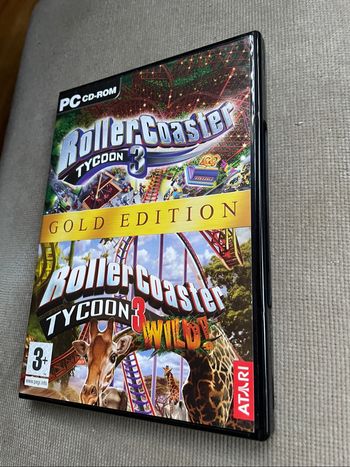 PC CD-ROM
RollerCoaster
TYCOON 3
GOLD EDITION
RollerCoaster
TYCOON 3
WILD!
3+
www.pegi.info
ATARI